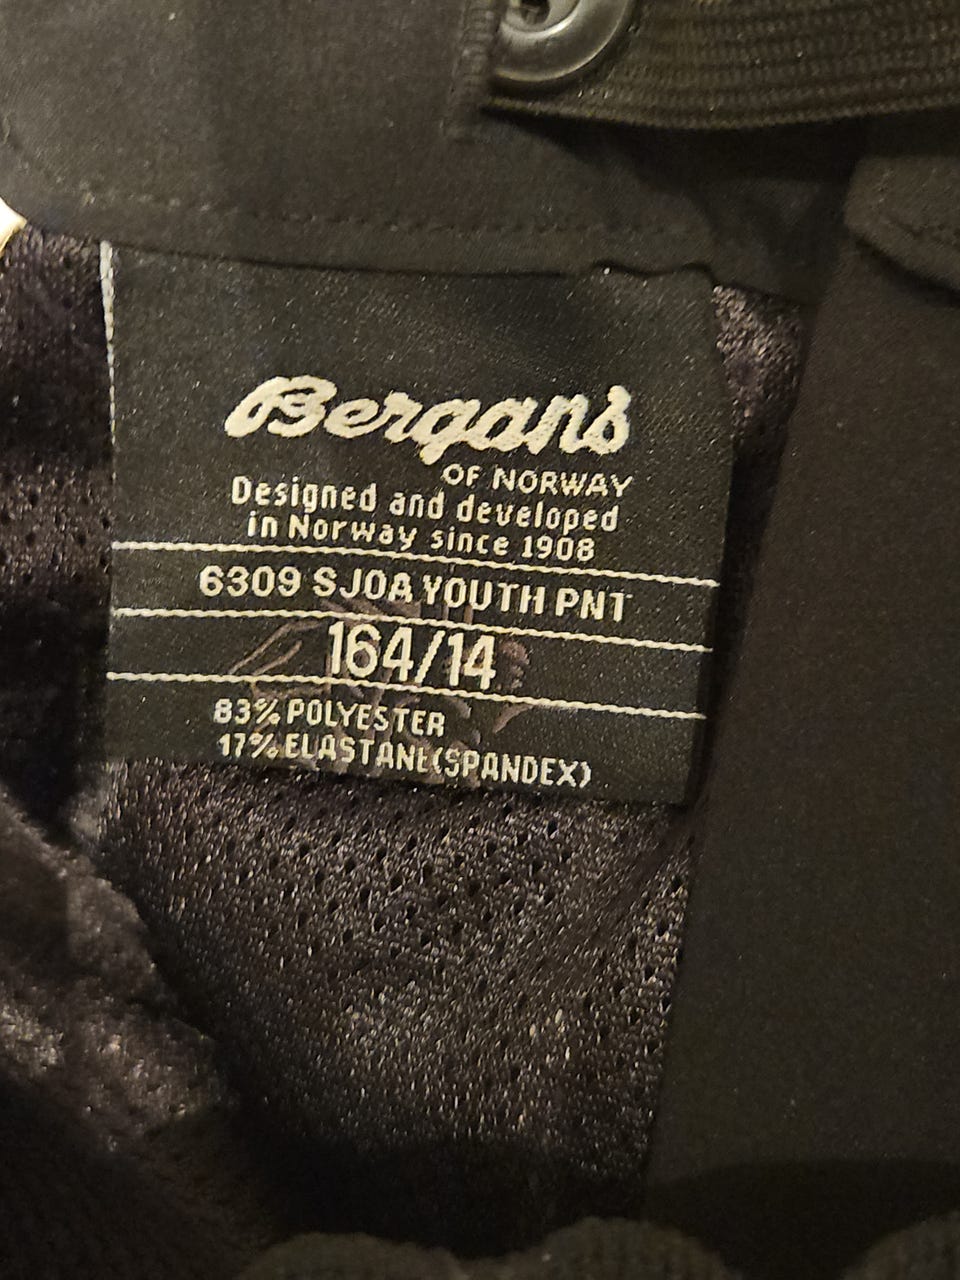 Bergans
OF NORWAY
Designed and developed
in Norway since 1908
6309 SJOA YOUTH PNT
164/14
83% POLYESTER
17% ELASTANE(SPANDEX)